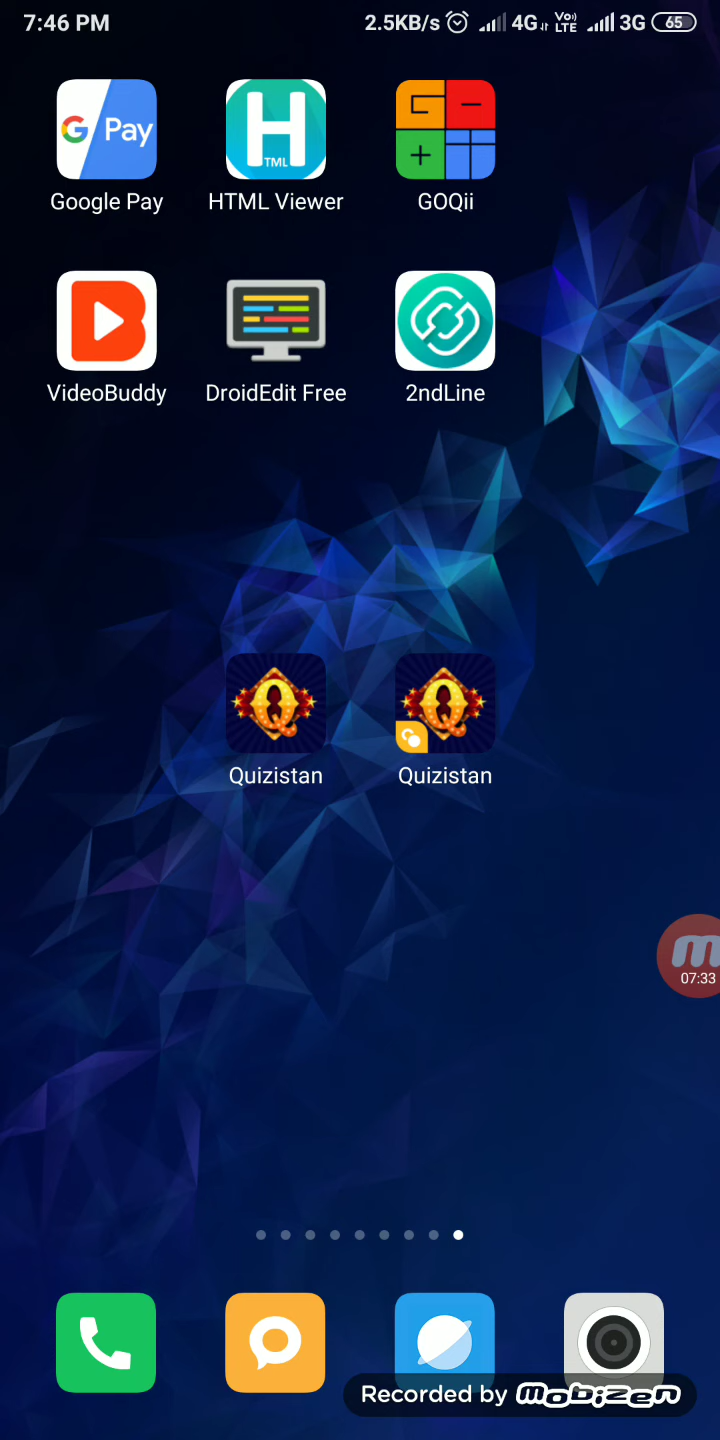 7:46 PM
2.5KB/s 4G Vo LTE 3G 65
G Pay
H TML
Google Pay
HTML Viewer
GOQii
VideoBuddy
DroidEdit Free
2ndLine
Q
Q
Quizistan
Quizistan
m
07:33
Recorded by mobizen